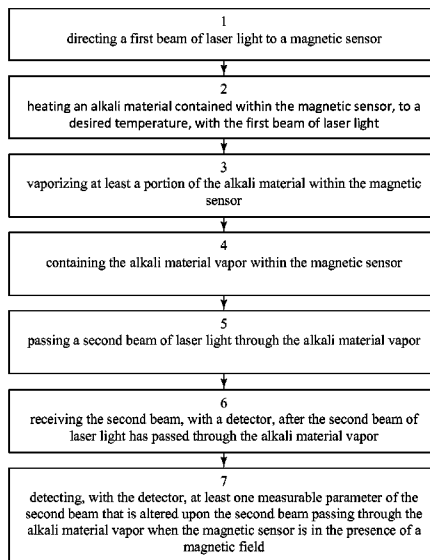 1
directing a first beam of laser light to a magnetic sensor
2
heating an alkali material contained within the magnetic sensor, to
a desired temperature, with the first beam of laser light
3
vaporizing at least a portion of the alkali material within the magnetic
sensor
4
containing the alkali material vapor within the magnetic sensor
5
passing a second beam of laser light through the alkali material vapor
6
receiving the second beam, with a detector, after the second beam of
laser light has passed through the alkali material vapor
7
detecting, with the detector, at least one measurable parameter of the
second beam that is altered upon the second beam passing through
the alkali material vapor when the magnetic sensor is in the presence of a
magnetic field